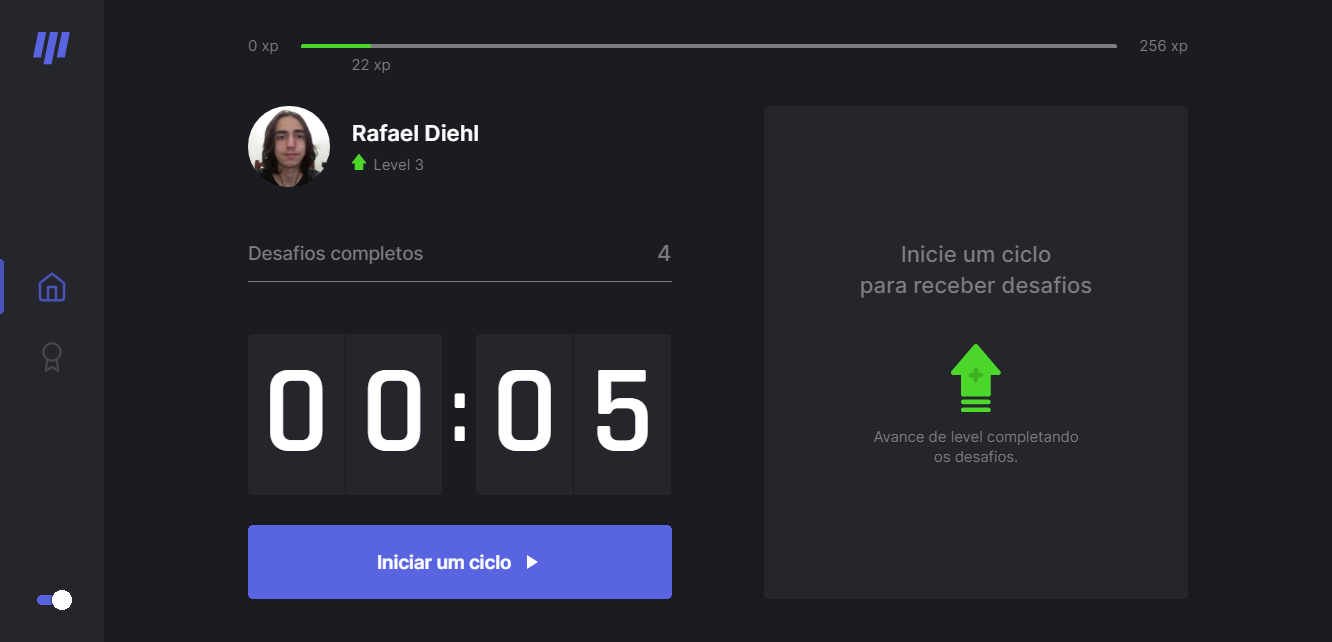 0 xp
256 xp
22 xp
Rafael Diehl
Level 3
Desafios completos 4
00:05
Iniciar um ciclo
Inicie um ciclo
para receber desafios
Avance de level completando
os desafios.